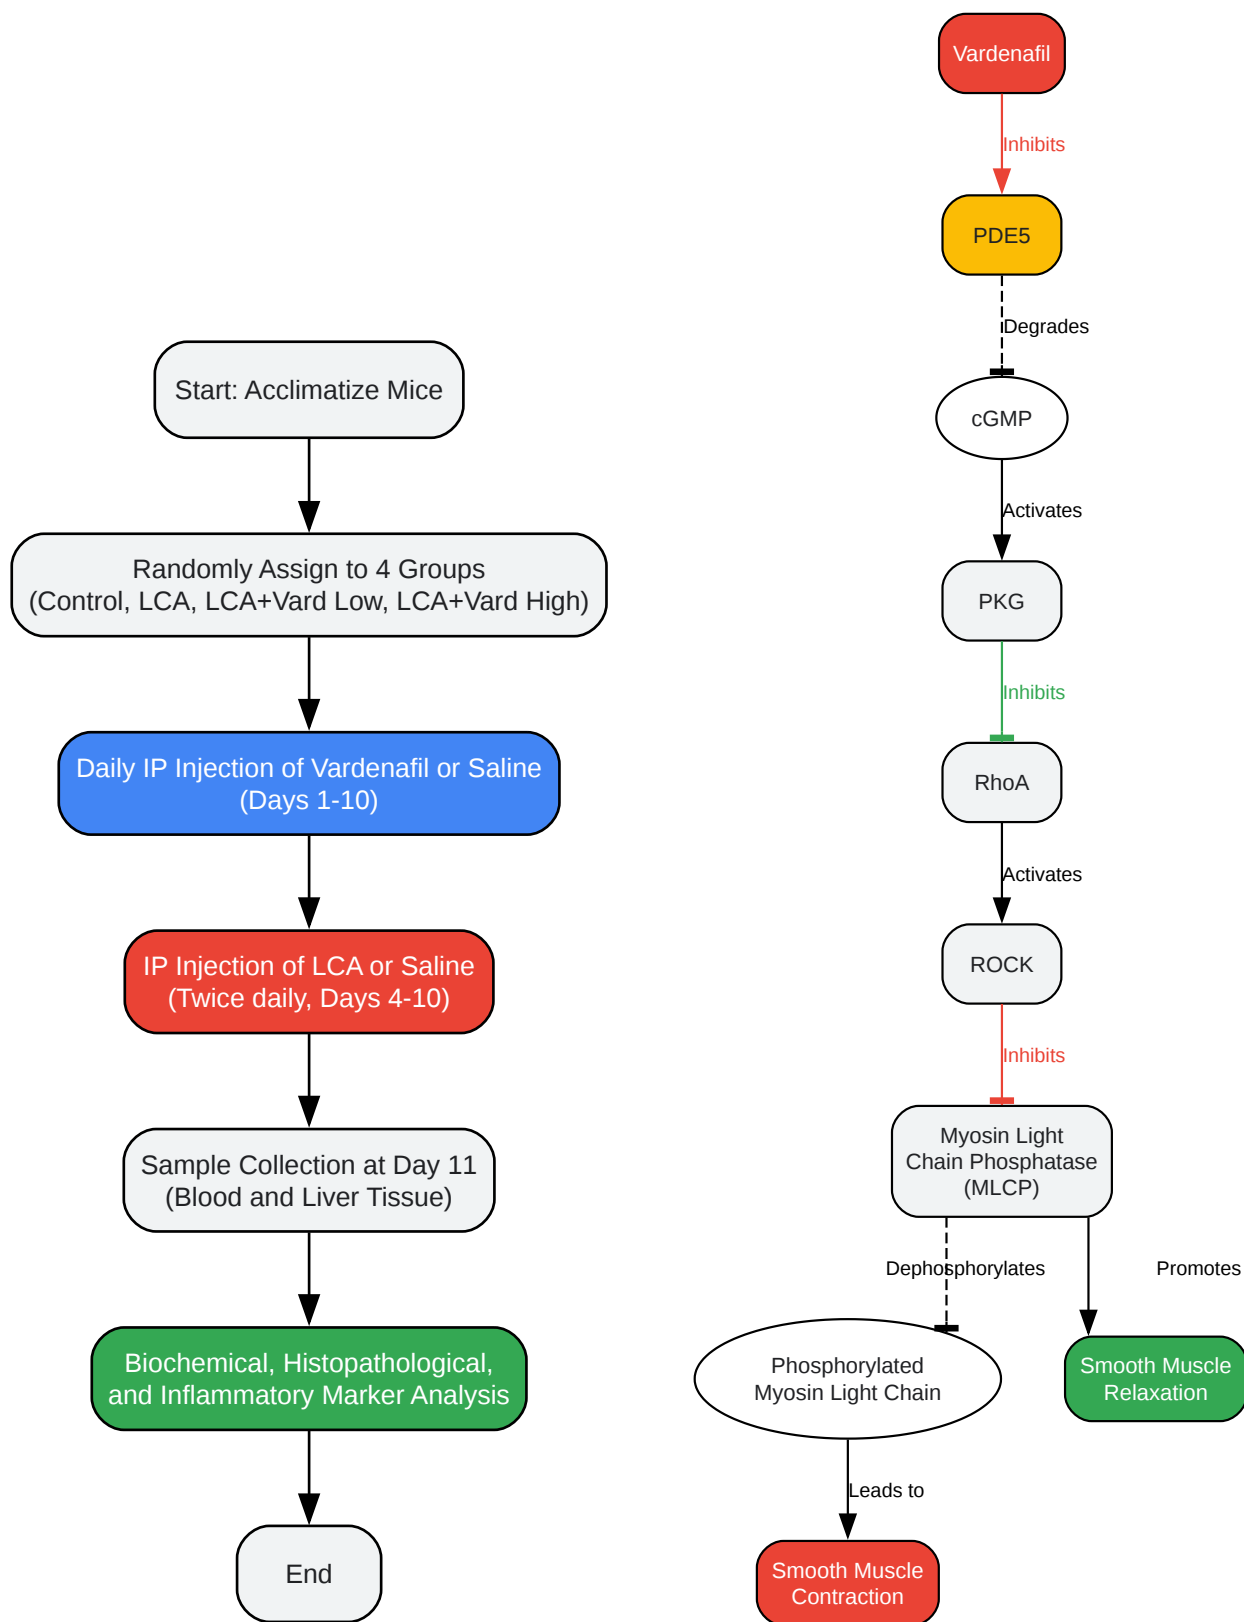 Start: Acclimatize Mice
Randomly Assign to 4 Groups
(Control, LCA, LCA+Vard Low, LCA+Vard High)
Daily IP Injection of Vardenafil or Saline
(Days 1-10)
IP Injection of LCA or Saline
(Twice daily, Days 4-10)
Sample Collection at Day 11
(Blood and Liver Tissue)
Biochemical, Histopathological,
and Inflammatory Marker Analysis
End
Vardenafil
Inhibits
PDE5
Degrades
cGMP
Activates
PKG
Inhibits
RhoA
Activates
ROCK
Inhibits
Myosin Light
Chain Phosphatase
(MLCP)
Dephosphorylates
Promotes
Phosphorylated
Myosin Light Chain
Smooth Muscle
Relaxation
Leads to
Smooth Muscle
Contraction